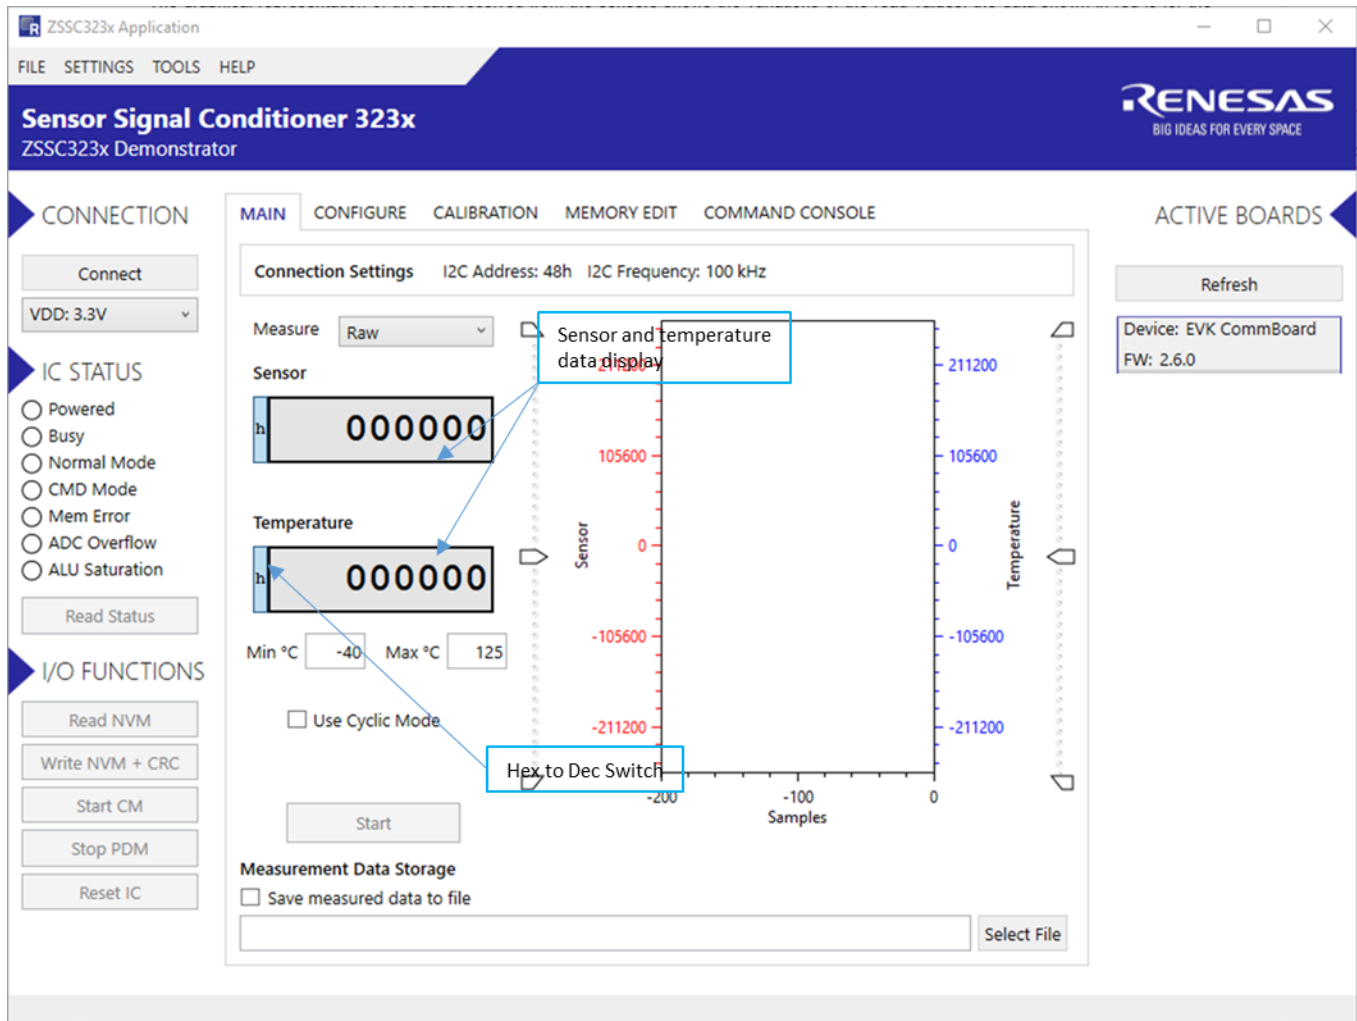 ZSSC323x Application
FILE SETTINGS TOOLS HELP
Sensor Signal Conditioner 323x
ZSSC323x Demonstrator
RENESAS
BIG IDEAS FOR EVERY SPACE
CONNECTION
Connect
VDD: 3.3V
IC STATUS
Powered
Busy
Normal Mode
CMD Mode
Mem Error
ADC Overflow
ALU Saturation
Read Status
I/O FUNCTIONS
Read NVM
Write NVM + CRC
Start CM
Stop PDM
Reset IC
MAIN CONFIGURE CALIBRATION MEMORY EDIT COMMAND CONSOLE
Connection Settings I2C Address: 48h I2C Frequency: 100 kHz
Measure Raw
Sensor
h 000000
Temperature
h 000000
Min °C -40 Max °C 125
Use Cyclic Mode
Start
Sensor and temperature
data display
Hex to Dec Switch
Sensor
211200
105600
0
-105600
-211200
211200
105600
0
-105600
-211200
Temperature
-200 -100 0
Samples
Measurement Data Storage
Save measured data to file
Select File
ACTIVE BOARDS
Refresh
Device: EVK CommBoard
FW: 2.6.0